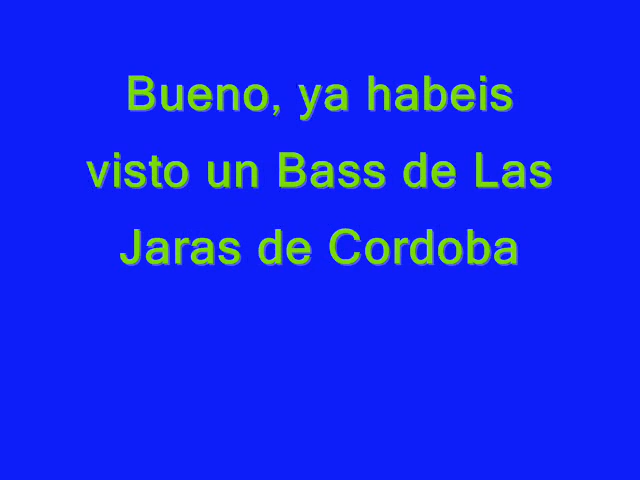 Bueno, ya habeis
visto un Bass de Las
Jaras de Cordoba